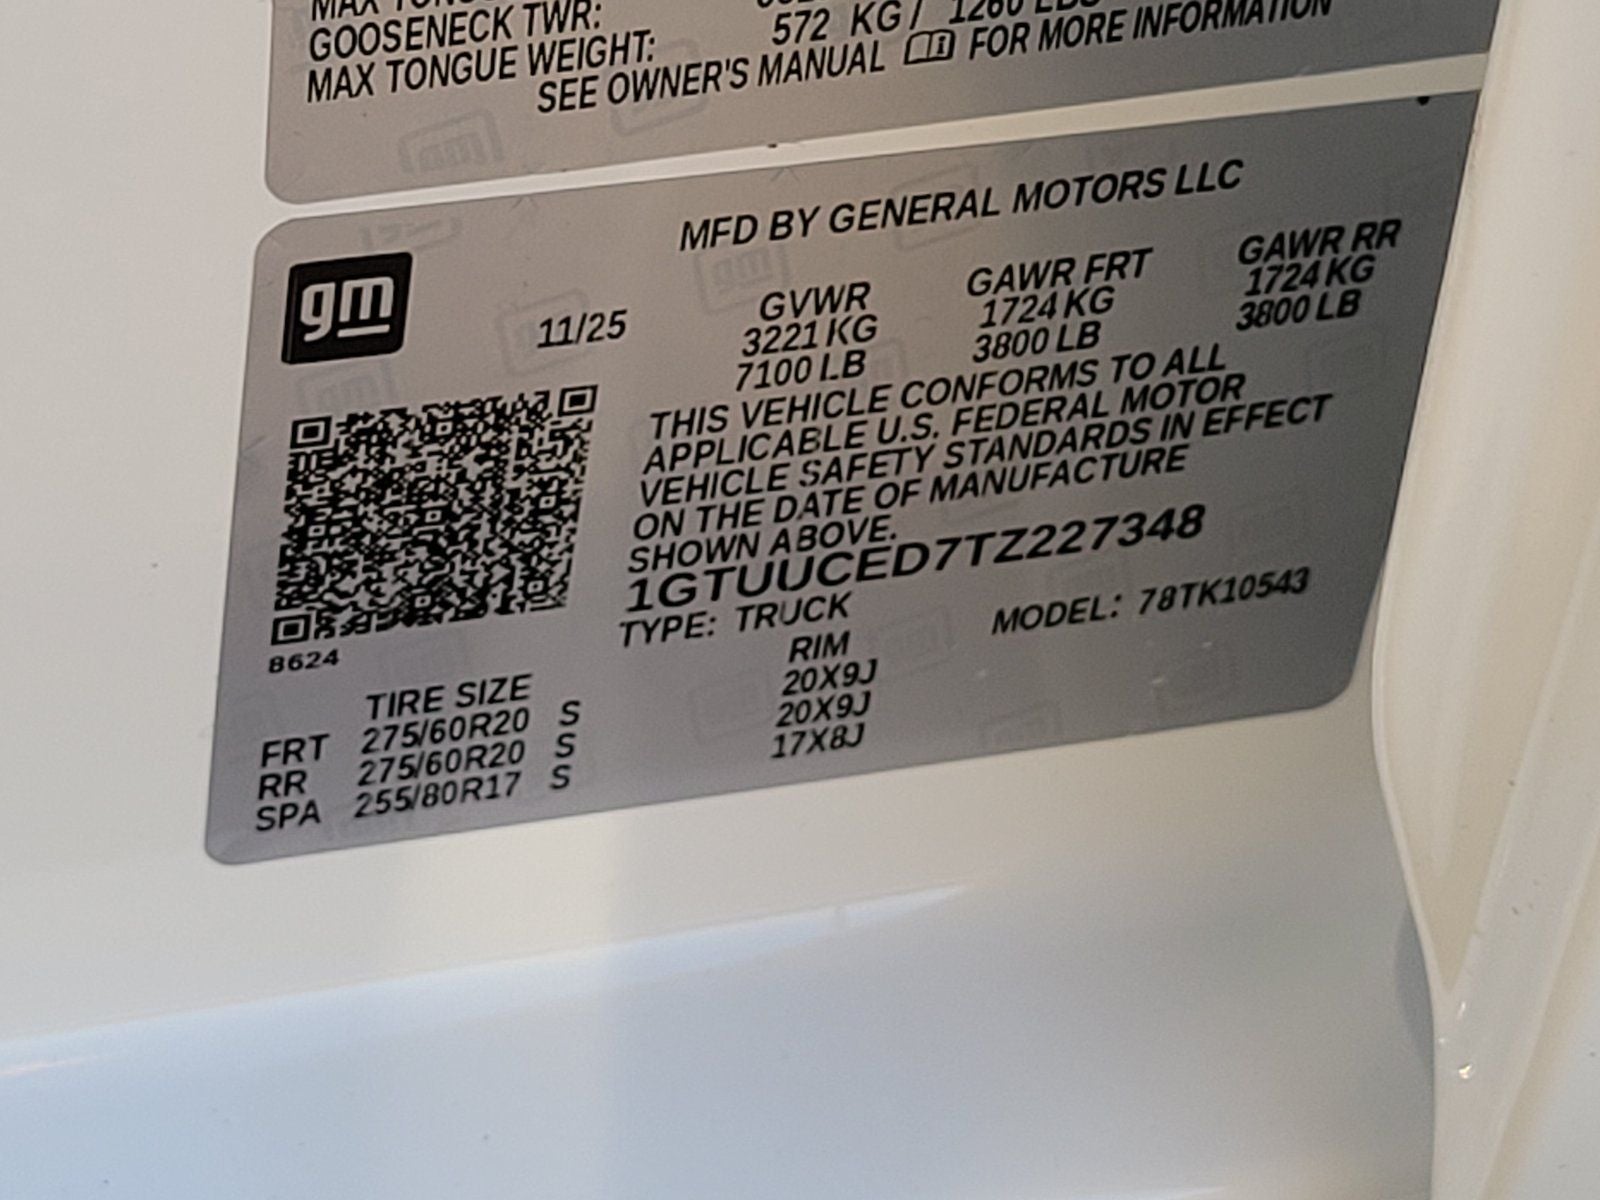 MAX
GOOSENECK TWR:
MAX TONGUE WEIGHT: 572 KG / 1260 LBS
SEE OWNER'S MANUAL FOR MORE INFORMATION
gm
MFD BY GENERAL MOTORS LLC
11/25
GVWR GAWR FRT GAWR RR
3221 KG 1724 KG 1724 KG
7100 LB 3800 LB 3800 LB
THIS VEHICLE CONFORMS TO ALL
APPLICABLE U.S. FEDERAL MOTOR
VEHICLE SAFETY STANDARDS IN EFFECT
ON THE DATE OF MANUFACTURE
SHOWN ABOVE.
1GTUUCED7TZ227348
TYPE: TRUCK MODEL: 78TK10543
8624
TIRE SIZE RIM
FRT 275/60R20 S 20X9J
RR 275/60R20 S 20X9J
SPA 255/80R17 S 17X8J